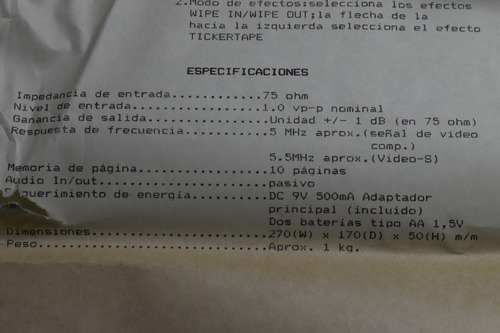 2.Modo de efectos:selecciona los efectos
WIPE IN/WIPE OUT;la flecha de la
hacia la izquierda selecciona el efecto
TICKERTAPE
ESPECIFICACIONES
Impedancia de entrada............75 ohm
Nivel de entrada.................1.0 vp-p nominal
Ganancia de salida...............Unidad +/- 1 dB (en 75 ohm)
Respuesta de frecuencia..........5 MHz aprox.(señal de video
comp.)
5.5MHz aprox.(Video-S)
Memoria de página................10 páginas
Audio In/out.....................pasivo
querimiento de energía...........DC 9V 500mA Adaptador
principal (incluido)
Dos baterías tipo AA 1,5V
Dimensiones......................270(W) x 170(D) x 50(H) m/m
Peso.............................Aprox. 1 kg.